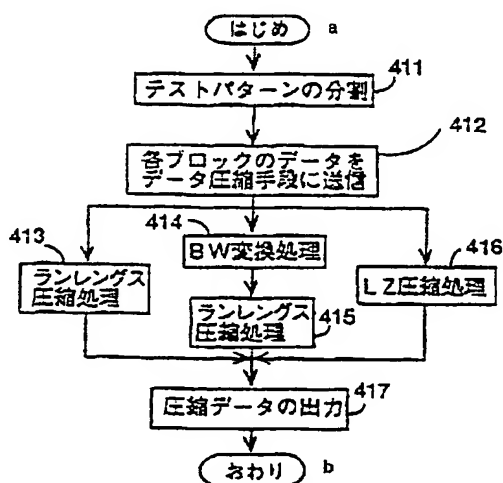 はじめ a
411
テストパターンの分割
412
各ブロックのデータを
データ圧縮手段に送信
413
414
416
ランレングス
圧縮処理
BW変換処理
LZ圧縮処理
ランレングス
圧縮処理
415
417
圧縮データの出力
おわり b